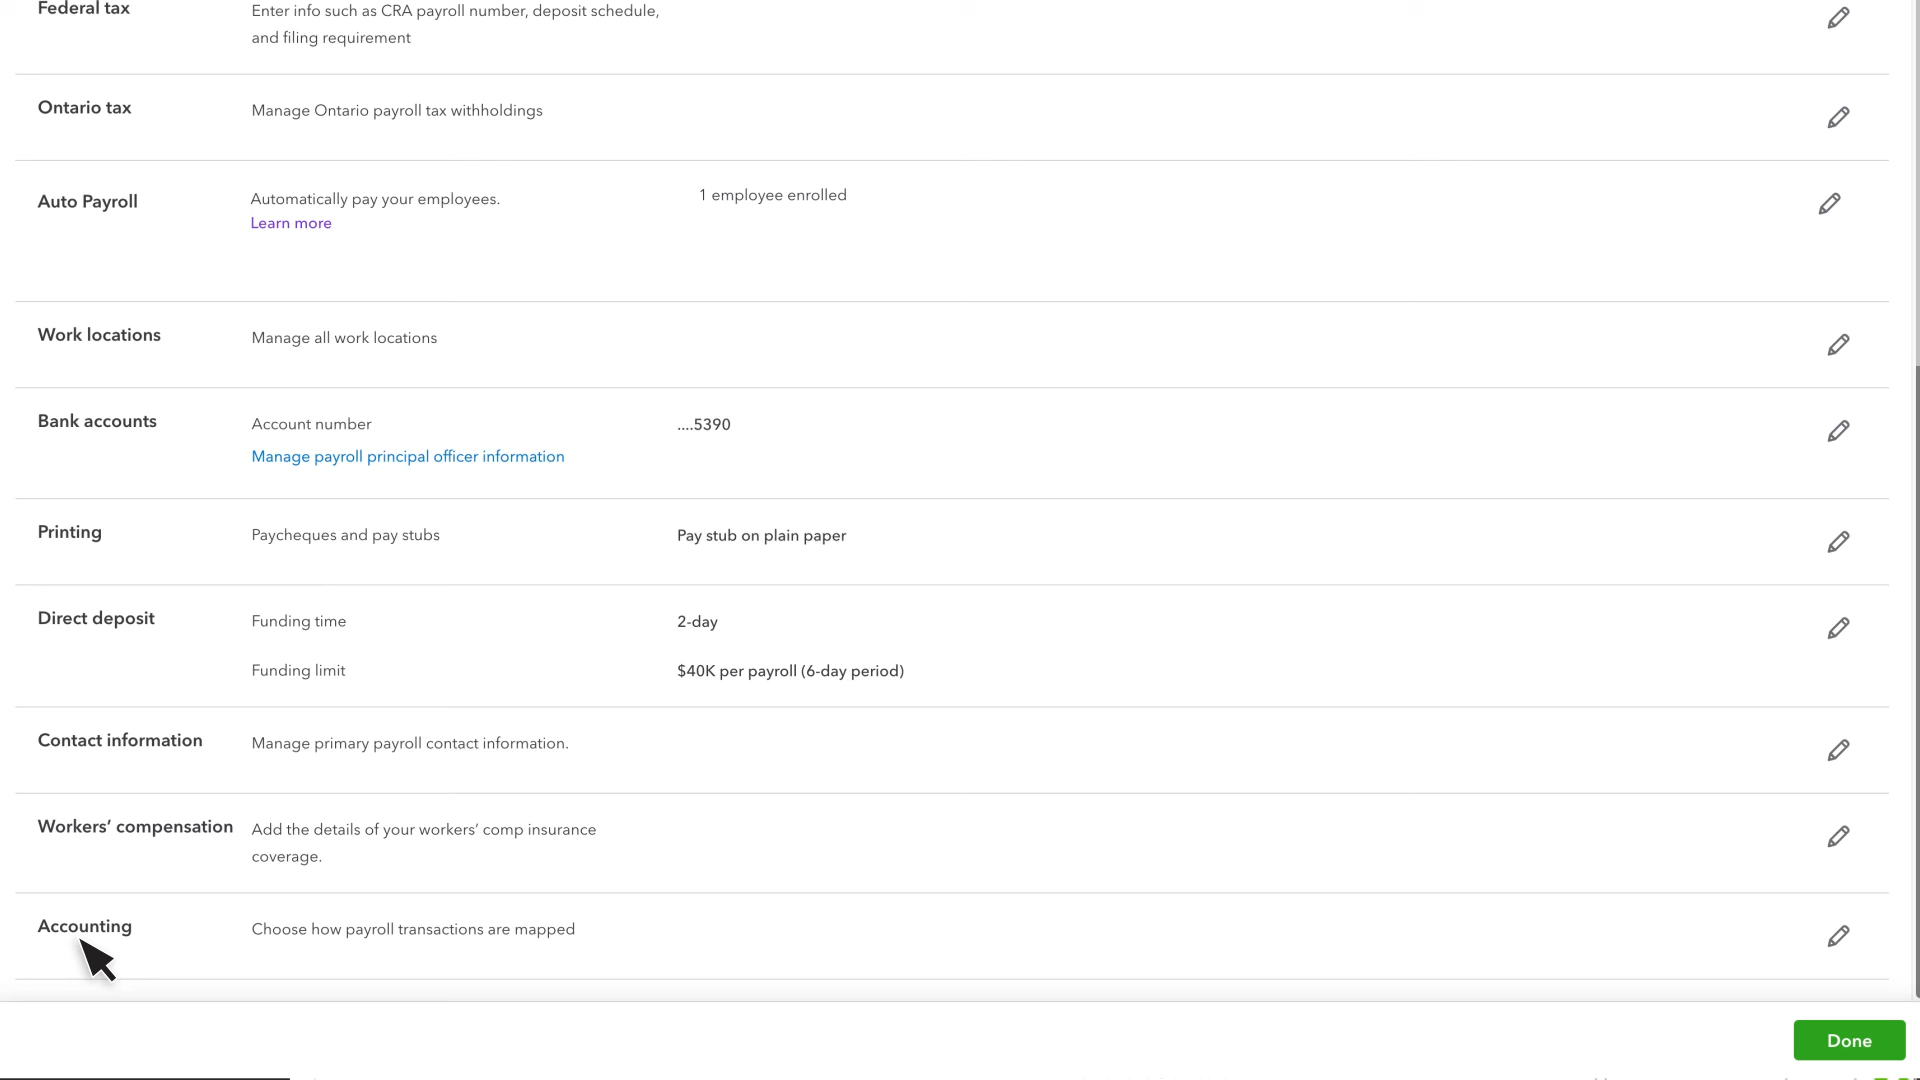 Federal tax
Enter info such as CRA payroll number, deposit schedule,
and filing requirement
Ontario tax
Manage Ontario payroll tax withholdings
Auto Payroll
Automatically pay your employees.
1 employee enrolled
Learn more
Work locations
Manage all work locations
Bank accounts
Account number
....5390
Manage payroll principal officer information
Printing
Paycheques and pay stubs
Pay stub on plain paper
Direct deposit
Funding time
2-day
Funding limit
$40K per payroll (6-day period)
Contact information
Manage primary payroll contact information.
Workers’ compensation
Add the details of your workers’ comp insurance
coverage.
Accounting
Choose how payroll transactions are mapped
Done